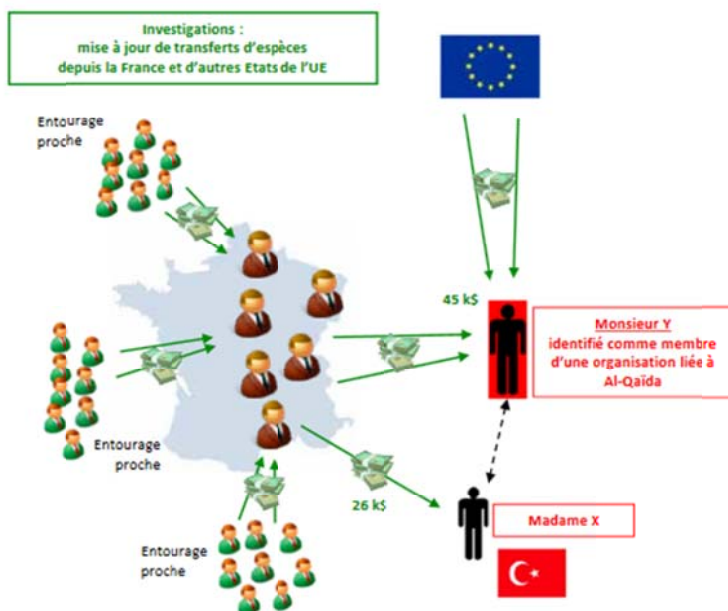 Investigations :
mise à jour de transferts d'espèces
depuis la France et d'autres Etats de l'UE
Entourage
proche
45 k$
Monsieur Y
identifié comme membre
d'une organisation liée à
Al-Qaïda
Entourage
proche
26 k$
Madame X
Entourage
proche